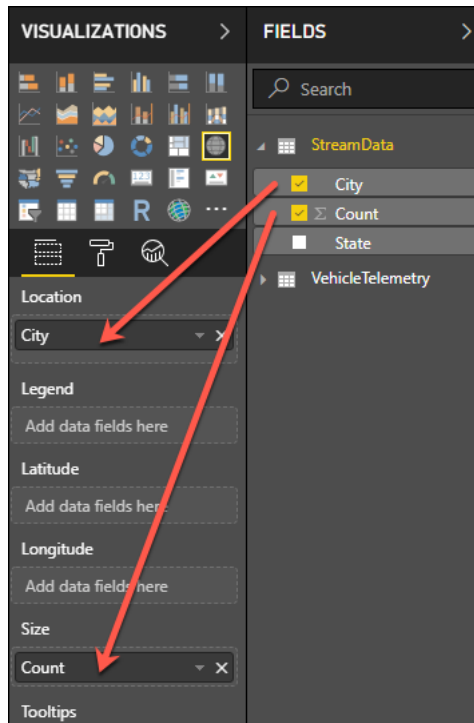 VISUALIZATIONS >
FIELDS >
Search
StreamData
City
Σ Count
State
VehicleTelemetry
123
R
...
Location
City
Legend
Add data fields here
Latitude
Add data fields here
Longitude
Add data fields here
Size
Count
Tooltips